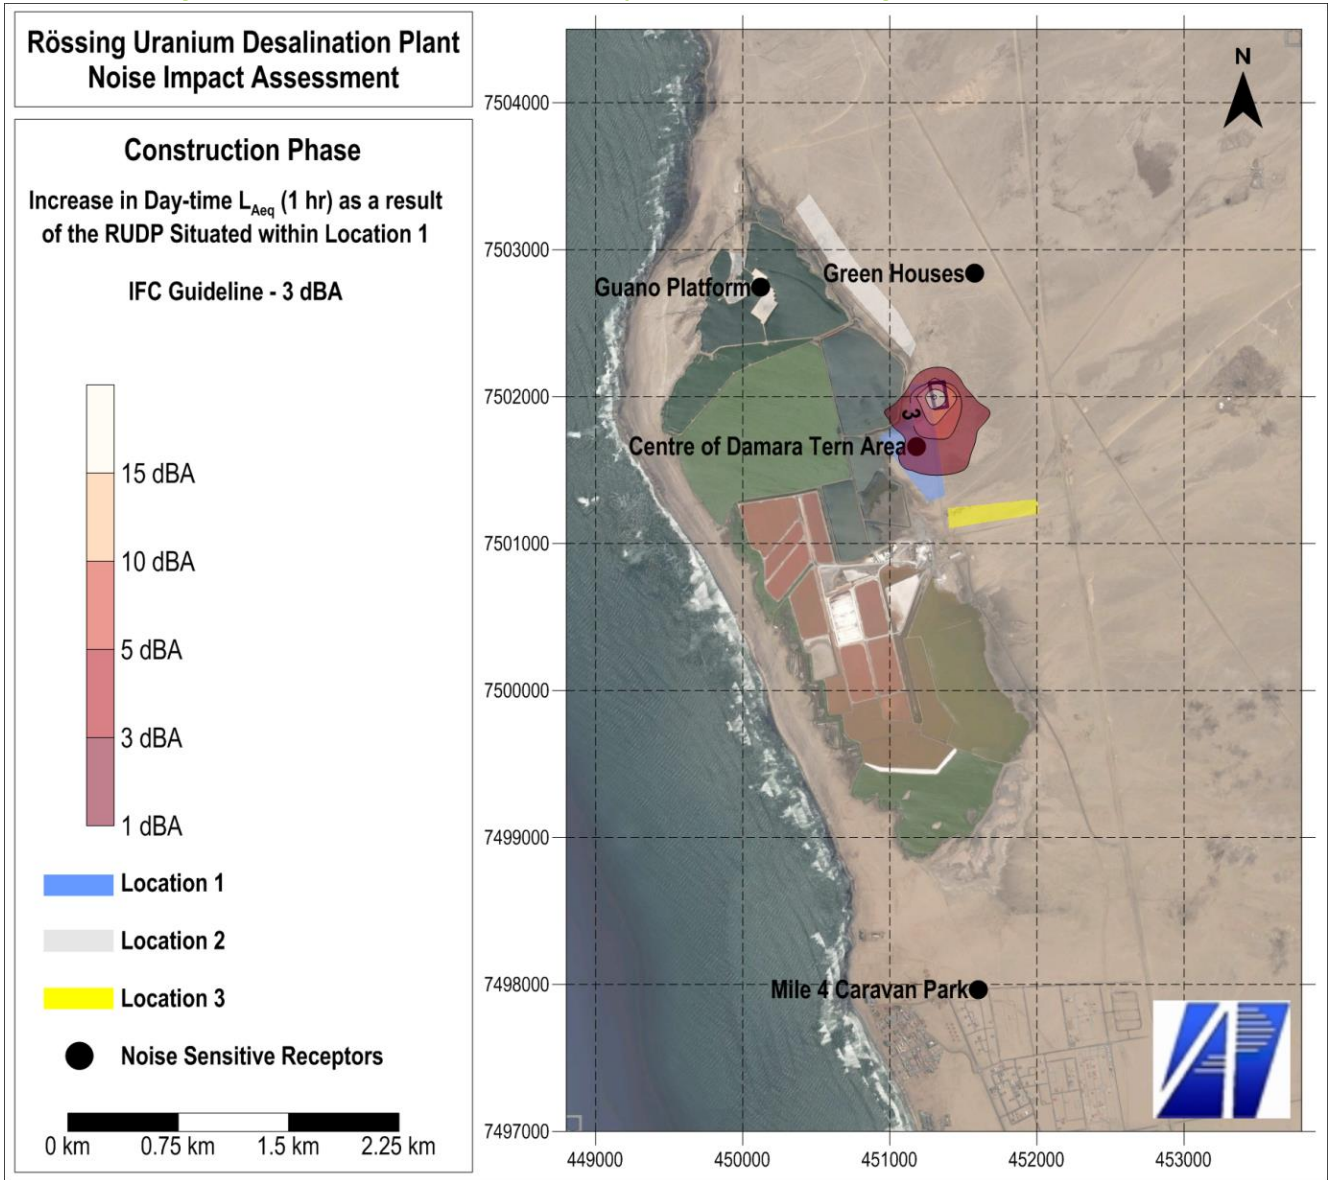 Rössing Uranium Desalination Plant
Noise Impact Assessment
Construction Phase
Increase in Day-time LAeq (1 hr) as a result
of the RUDP Situated within Location 1
IFC Guideline - 3 dBA
15 dBA
10 dBA
5 dBA
3 dBA
1 dBA
Location 1
Location 2
Location 3
Noise Sensitive Receptors
0 km 0.75 km 1.5 km 2.25 km
N
7504000
7503000
7502000
7501000
7500000
7499000
7498000
7497000
Green Houses
Guano Platform
3
Centre of Damara Tern Area
Mile 4 Caravan Park
449000 450000 451000 452000 453000